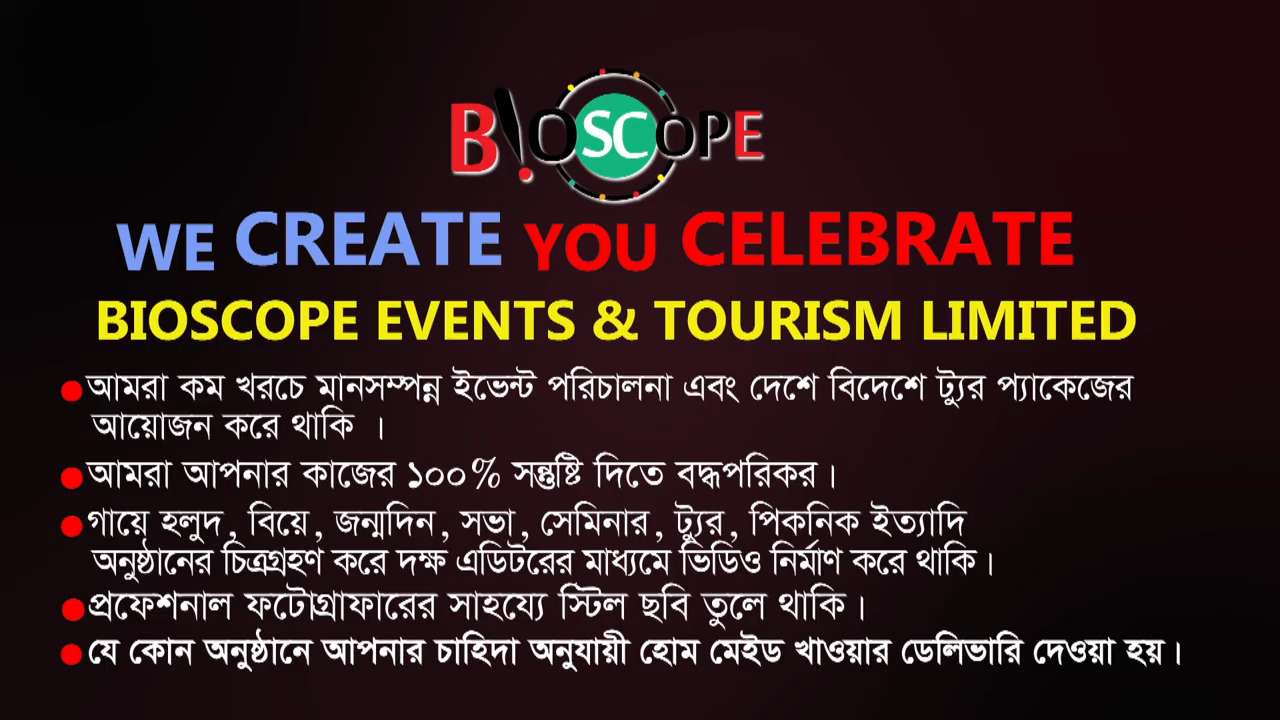 B!OSCOPE
WE CREATE YOU CELEBRATE
BIOSCOPE EVENTS & TOURISM LIMITED
আমরা কম খরচে মানসম্পন্ন ইভেন্ট পরিচালনা এবং দেশে বিদেশে ট্যুর প্যাকেজের
আয়োজন করে থাকি ।
আমরা আপনার কাজের ১০০% সন্তুষ্টি দিতে বদ্ধপরিকর।
গায়ে হলুদ, বিয়ে, জন্মদিন, সভা, সেমিনার, ট্যুর, পিকনিক ইত্যাদি
অনুষ্ঠানের চিত্রগ্রহণ করে দক্ষ এডিটরের মাধ্যমে ভিডিও নির্মাণ করে থাকি।
প্রফেশনাল ফটোগ্রাফারের সাহয্যে স্টিল ছবি তুলে থাকি।
যে কোন অনুষ্ঠানে আপনার চাহিদা অনুযায়ী হোম মেইড খাওয়ার ডেলিভারি দেওয়া হয়।